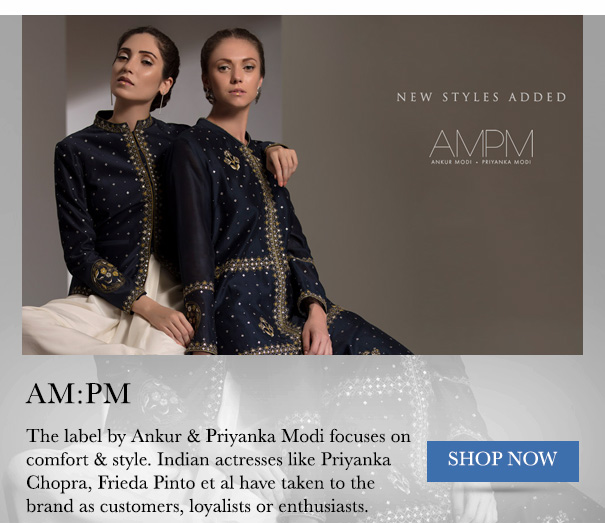 NEW STYLES ADDED
AMPM
ANKUR MODI • PRIYANKA MODI
AM:PM
The label by Ankur & Priyanka Modi focuses on
comfort & style. Indian actresses like Priyanka
Chopra, Frieda Pinto et al have taken to the
brand as customers, loyalists or enthusiasts.
SHOP NOW